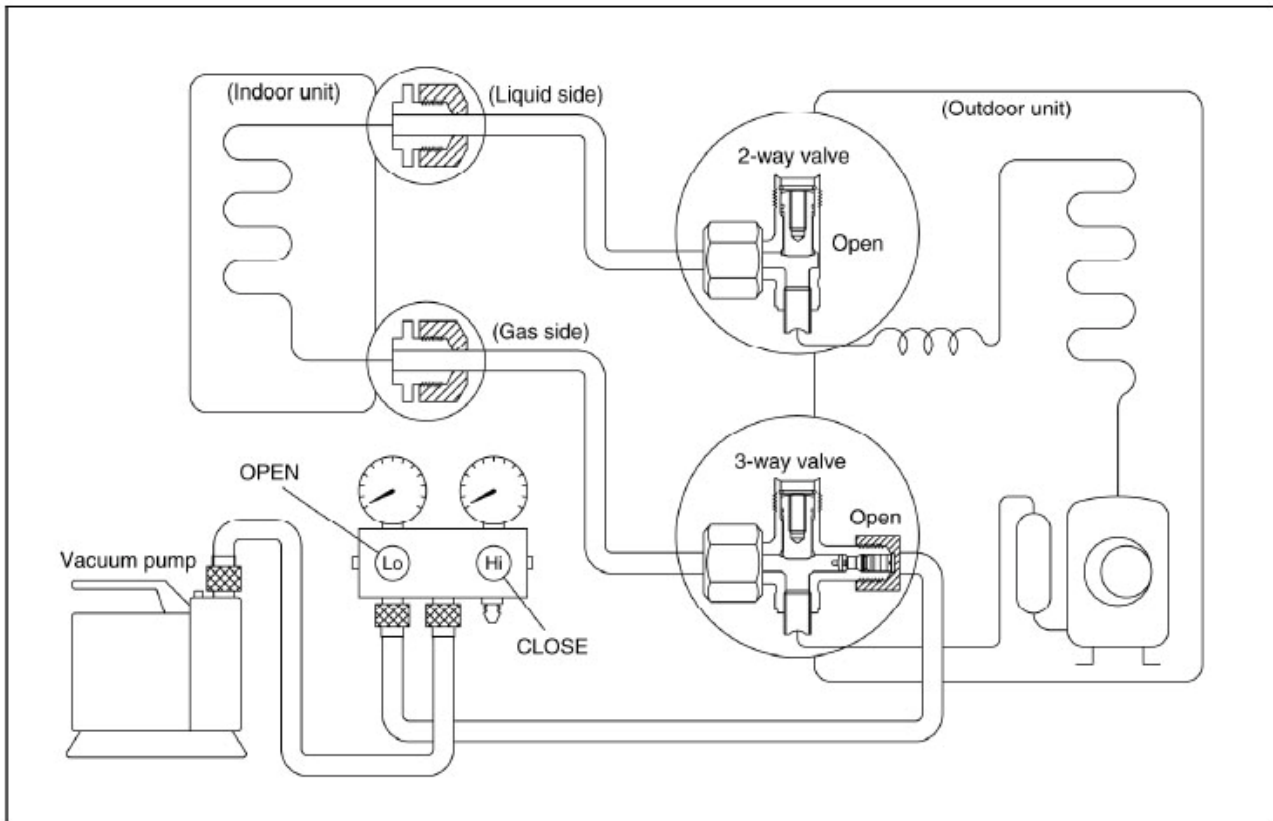 (Indoor unit)
(Liquid side)
(Outdoor unit)
2-way valve
Open
(Gas side)
3-way valve
OPEN
Open
Vacuum pump
Lo
Hi
CLOSE